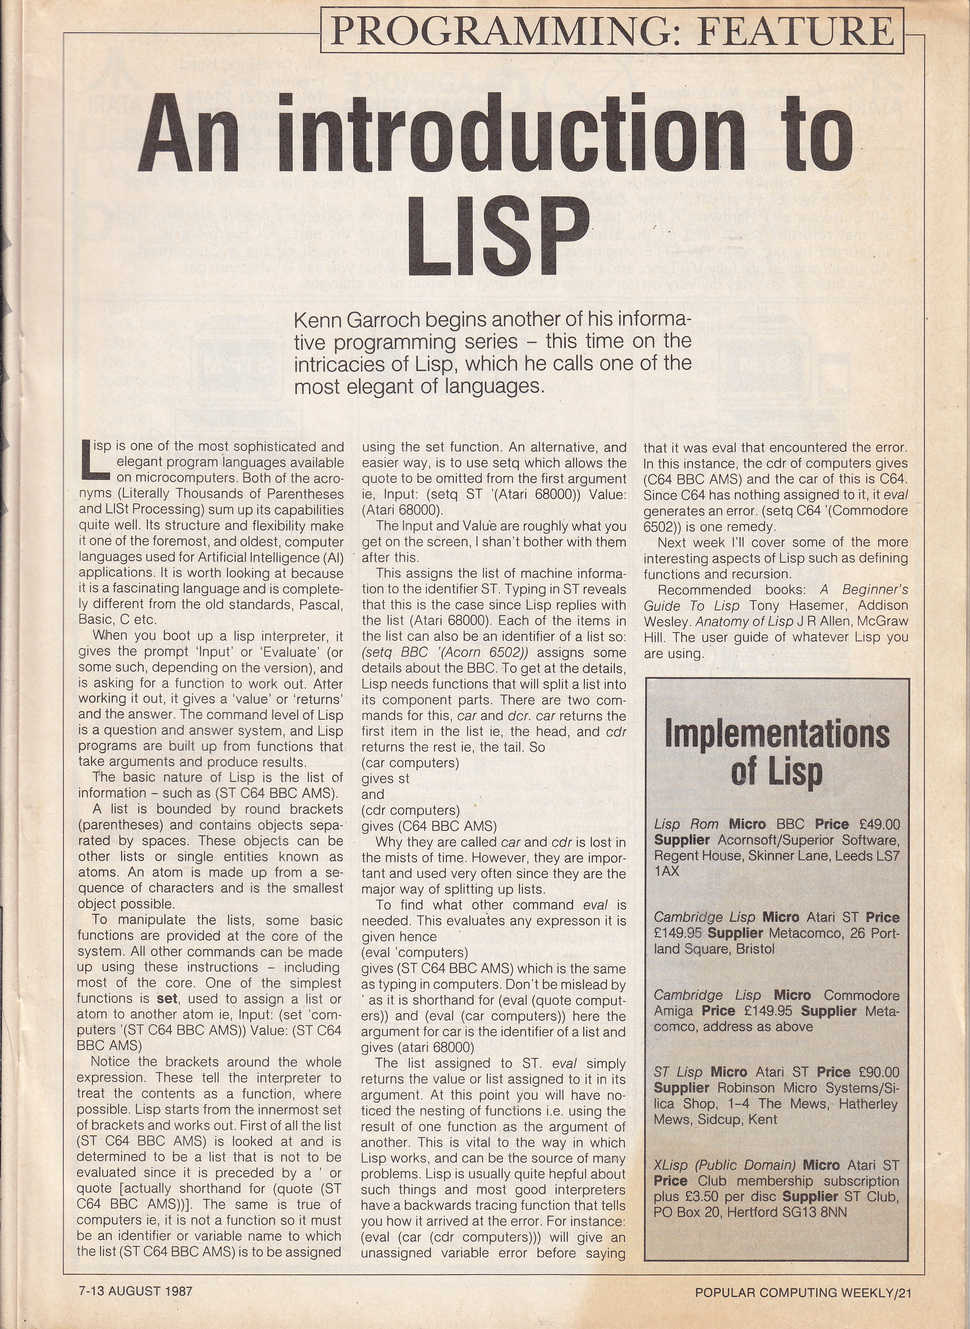 PROGRAMMING: FEATURE
An introduction to
LISP
Kenn Garroch begins another of his informa-
tive programming series – this time on the
intricacies of Lisp, which he calls one of the
most elegant of languages.
Lisp is one of the most sophisticated and
elegant program languages available
on microcomputers. Both of the acro-
nyms (Literally Thousands of Parentheses
and LISt Processing) sum up its capabilities
quite well. Its structure and flexibility make
it one of the foremost, and oldest, computer
languages used for Artificial Intelligence (AI)
applications. It is worth looking at because
it is a fascinating language and is complete-
ly different from the old standards, Pascal,
Basic, C etc.
When you boot up a lisp interpreter, it
gives the prompt 'Input' or 'Evaluate' (or
some such, depending on the version), and
is asking for a function to work out. After
working it out, it gives a 'value' or 'returns'
and the answer. The command level of Lisp
is a question and answer system, and Lisp
programs are built up from functions that
take arguments and produce results.
The basic nature of Lisp is the list of
information – such as (ST C64 BBC AMS).
A list is bounded by round brackets
(parentheses) and contains objects sepa-
rated by spaces. These objects can be
other lists or single entities known as
atoms. An atom is made up from a se-
quence of characters and is the smallest
object possible.
To manipulate the lists, some basic
functions are provided at the core of the
system. All other commands can be made
up using these instructions – including
most of the core. One of the simplest
functions is set, used to assign a list or
atom to another atom ie, Input: (set 'com-
puters '(ST C64 BBC AMS)) Value: (ST C64
BBC AMS)
Notice the brackets around the whole
expression. These tell the interpreter to
treat the contents as a function, where
possible. Lisp starts from the innermost set
of brackets and works out. First of all the list
(ST C64 BBC AMS) is looked at and is
determined to be a list that is not to be
evaluated since it is preceded by a ' or
quote [actually shorthand for (quote (ST
C64 BBC AMS))]. The same is true of
computers ie, it is not a function so it must
be an identifier or variable name to which
the list (ST C64 BBC AMS) is to be assigned
using the set function. An alternative, and
easier way, is to use setq which allows the
quote to be omitted from the first argument
ie, Input: (setq ST '(Atari 68000)) Value:
(Atari 68000).
The Input and Value are roughly what you
get on the screen, I shan't bother with them
after this.
This assigns the list of machine informa-
tion to the identifier ST. Typing in ST reveals
that this is the case since Lisp replies with
the list (Atari 68000). Each of the items in
the list can also be an identifier of a list so:
(setq BBC '(Acorn 6502)) assigns some
details about the BBC. To get at the details,
Lisp needs functions that will split a list into
its component parts. There are two com-
mands for this, car and dcr. car returns the
first item in the list ie, the head, and cdr
returns the rest ie, the tail. So
(car computers)
gives st
and
(cdr computers)
gives (C64 BBC AMS)
Why they are called car and cdr is lost in
the mists of time. However, they are impor-
tant and used very often since they are the
major way of splitting up lists.
To find what other command eval is
needed. This evaluates any expresson it is
given hence
(eval 'computers)
gives (ST C64 BBC AMS) which is the same
as typing in computers. Don't be mislead by
' as it is shorthand for (eval (quote comput-
ers)) and (eval (car computers)) here the
argument for car is the identifier of a list and
gives (atari 68000)
The list assigned to ST. eval simply
returns the value or list assigned to it in its
argument. At this point you will have no-
ticed the nesting of functions i.e. using the
result of one function as the argument of
another. This is vital to the way in which
Lisp works, and can be the source of many
problems. Lisp is usually quite hepful about
such things and most good interpreters
have a backwards tracing function that tells
you how it arrived at the error. For instance:
(eval (car (cdr computers))) will give an
unassigned variable error before saying
that it was eval that encountered the error.
In this instance, the cdr of computers gives
(C64 BBC AMS) and the car of this is C64.
Since C64 has nothing assigned to it, it eval
generates an error. (setq C64 '(Commodore
6502)) is one remedy.
Next week I'll cover some of the more
interesting aspects of Lisp such as defining
functions and recursion.
Recommended books: A Beginner's
Guide To Lisp Tony Hasemer, Addison
Wesley. Anatomy of Lisp J R Allen, McGraw
Hill. The user guide of whatever Lisp you
are using.
Implementations
of Lisp
Lisp Rom Micro BBC Price £49.00
Supplier Acornsoft/Superior Software,
Regent House, Skinner Lane, Leeds LS7
1AX
Cambridge Lisp Micro Atari ST Price
£149.95 Supplier Metacomco, 26 Port-
land Square, Bristol
Cambridge Lisp Micro Commodore
Amiga Price £149.95 Supplier Meta-
comco, address as above
ST Lisp Micro Atari ST Price £90.00
Supplier Robinson Micro Systems/Si-
lica Shop, 1–4 The Mews, Hatherley
Mews, Sidcup, Kent
XLisp (Public Domain) Micro Atari ST
Price Club membership subscription
plus £3.50 per disc Supplier ST Club,
PO Box 20, Hertford SG13 8NN
7-13 AUGUST 1987
POPULAR COMPUTING WEEKLY/21